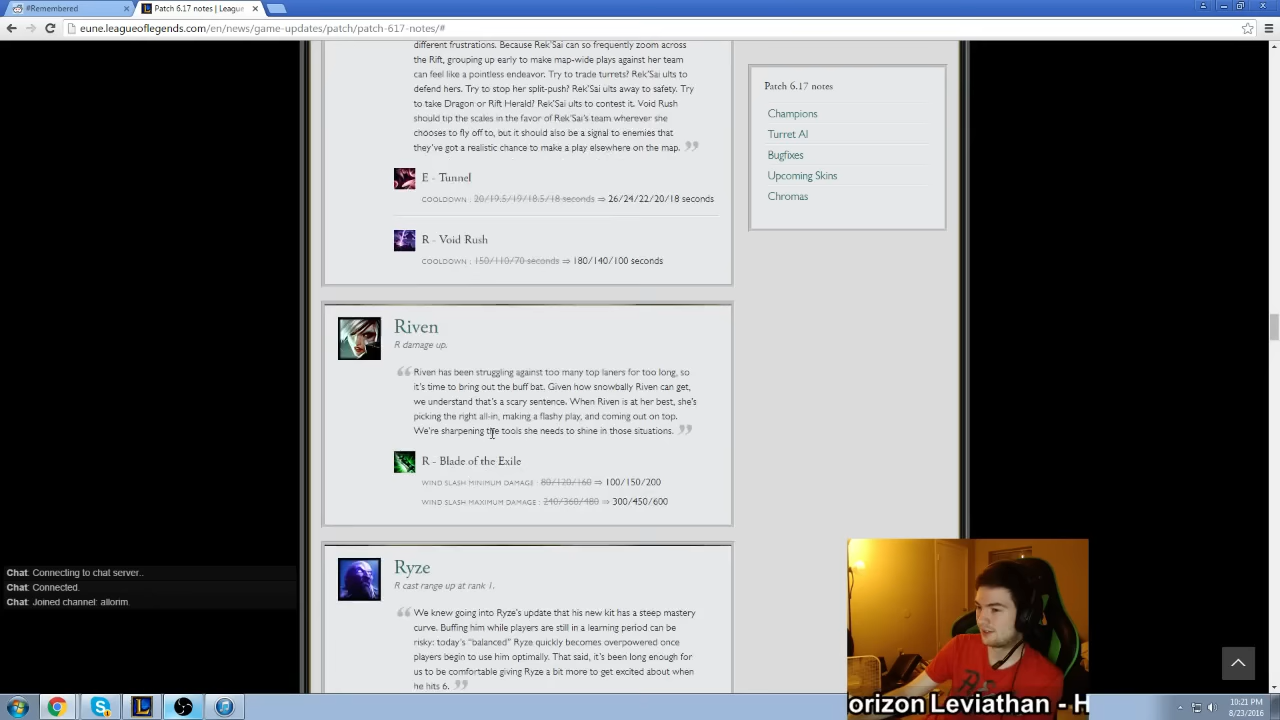 #Remembered
Patch 6.17 notes | Leagu
eune.leagueoflegends.com/en/news/game-updates/patch/patch-617-notes/#
different frustrations. Because Rek'Sai can so frequently zoom across
the Rift, grouping up early to make map-wide plays against her team
can feel like a pointless endeavor. Try to trade turrets? Rek'Sai ults to
defend hers. Try to stop her split-push? Rek'Sai ults away to safety. Try
to take Dragon or Rift Herald? Rek'Sai ults to contest it. Void Rush
should tip the scales in the favor of Rek'Sai's team wherever she
chooses to fly off to, but it should also be a signal to enemies that
they've got a realistic chance to make a play elsewhere on the map.
E - Tunnel
COOLDOWN : 20/19.5/19/18.5/18 seconds ⇒ 26/24/22/20/18 seconds
R - Void Rush
COOLDOWN : 150/110/70 seconds ⇒ 180/140/100 seconds
Riven
R damage up.
Riven has been struggling against too many top laners for too long, so
it's time to bring out the buff bat. Given how snowbally Riven can get,
we understand that's a scary sentence. When Riven is at her best, she's
picking the right all-in, making a flashy play, and coming out on top.
We're sharpening the tools she needs to shine in those situations.
R - Blade of the Exile
WIND SLASH MINIMUM DAMAGE : 80/120/160 ⇒ 100/150/200
WIND SLASH MAXIMUM DAMAGE : 240/360/480 ⇒ 300/450/600
Ryze
R cast range up at rank 1.
We knew going into Ryze's update that his new kit has a steep mastery
curve. Buffing him while players are still in a learning period can be
risky: today's “balanced” Ryze quickly becomes overpowered once
players begin to use him optimally. That said, it's been long enough for
us to be comfortable giving Ryze a bit more to get excited about when
he hits 6.
Patch 6.17 notes
Champions
Turret AI
Bugfixes
Upcoming Skins
Chromas
Chat: Connecting to chat server..
Chat: Connected.
Chat: Joined channel: allorim.
orizon Leviathan - H
10:21 PM
8/23/2016